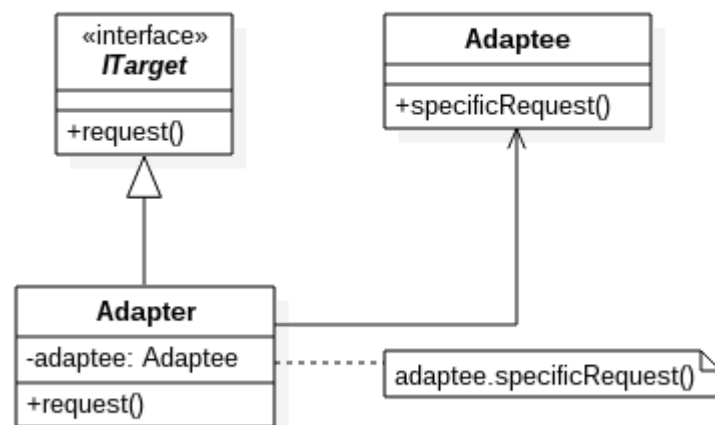 «interface»
ITarget
+request()
Adaptee
+specificRequest()
Adapter
-adaptee: Adaptee
+request()
adaptee.specificRequest()